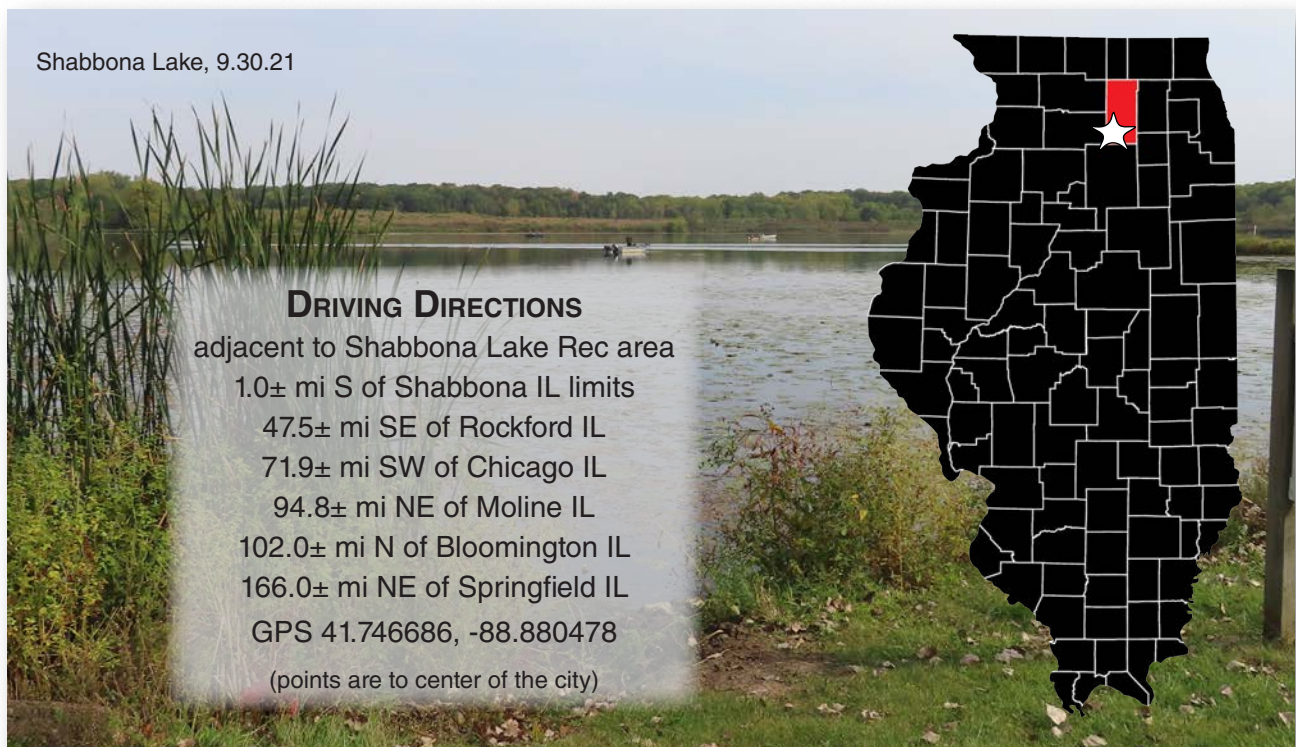 Shabbona Lake, 9.30.21
DRIVING DIRECTIONS
adjacent to Shabbona Lake Rec area
1.0± mi S of Shabbona IL limits
47.5± mi SE of Rockford IL
71.9± mi SW of Chicago IL
94.8± mi NE of Moline IL
102.0± mi N of Bloomington IL
166.0± mi NE of Springfield IL
GPS 41.746686, -88.880478
(points are to center of the city)